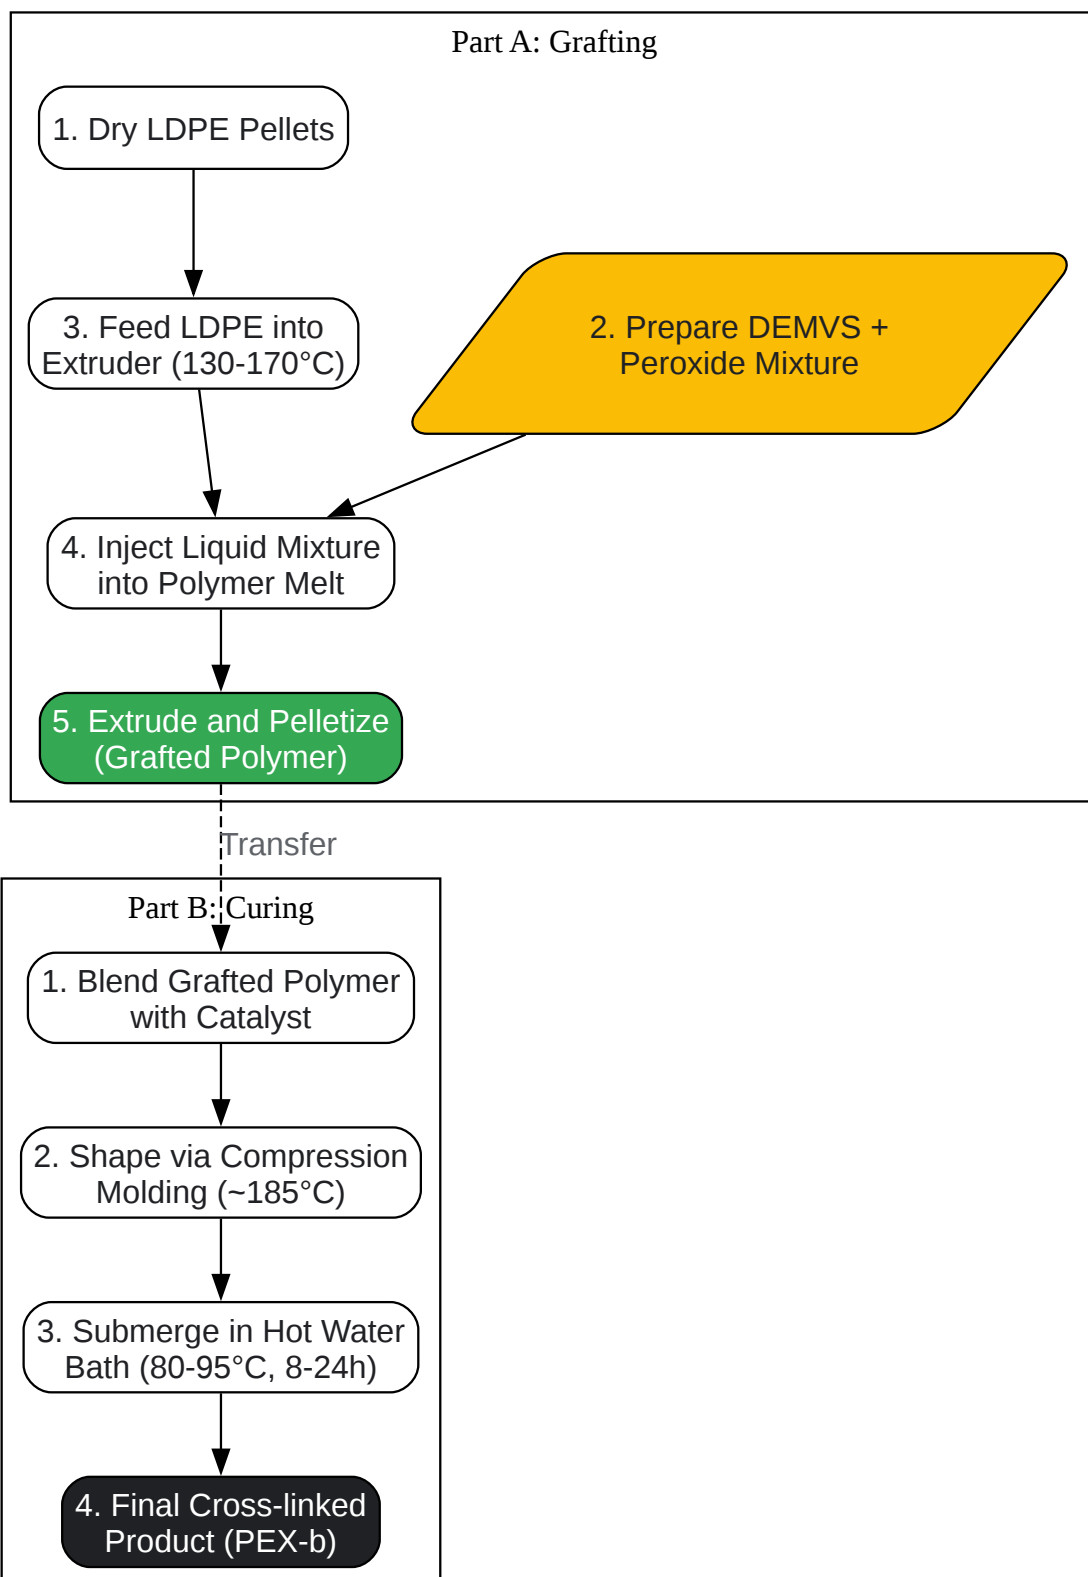 Part A: Grafting
1. Dry LDPE Pellets
2. Prepare DEMVS +
Peroxide Mixture
3. Feed LDPE into
Extruder (130-170°C)
4. Inject Liquid Mixture
into Polymer Melt
5. Extrude and Pelletize
(Grafted Polymer)
Transfer
Part B: Curing
1. Blend Grafted Polymer
with Catalyst
2. Shape via Compression
Molding (~185°C)
3. Submerge in Hot Water
Bath (80-95°C, 8-24h)
4. Final Cross-linked
Product (PEX-b)